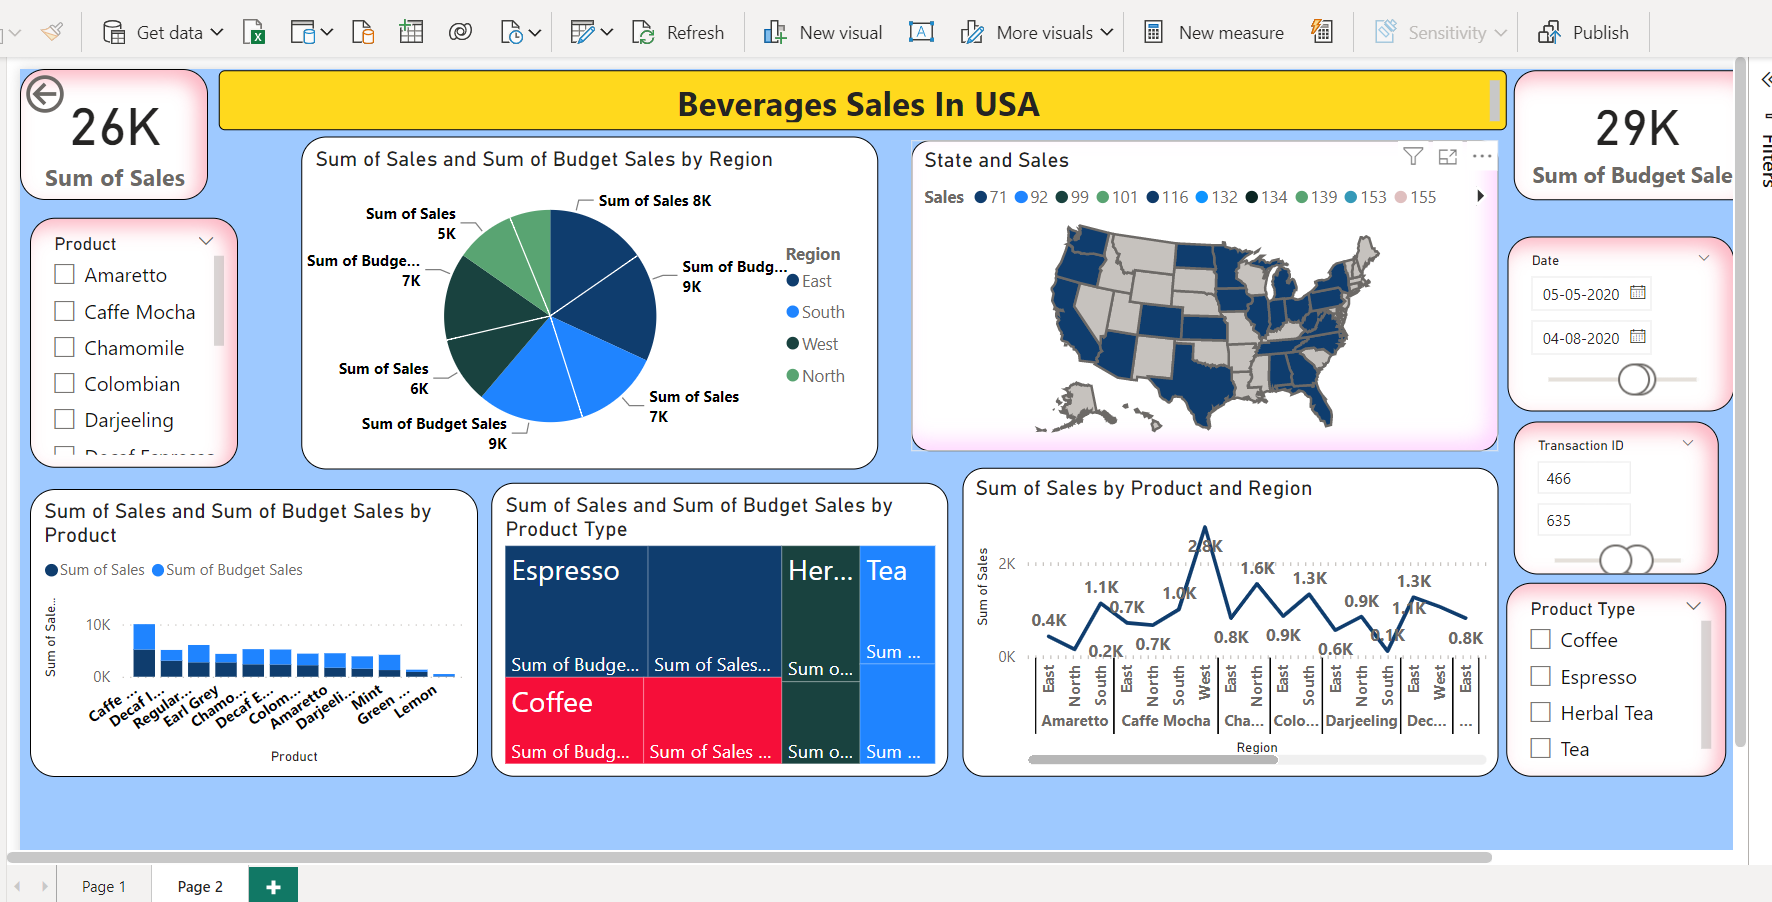 Get data
Refresh
New visual
A
More visuals
New measure
Sensitivity
Publish
26K
Sum of Sales
Beverages Sales In USA
29K
Sum of Budget Sale
Filters
Product
Amaretto
Caffe Mocha
Chamomile
Colombian
Darjeeling
Decaf Espresso
Sum of Sales and Sum of Budget Sales by Region
Sum of Sales 8K
Sum of Budg...
9K
Sum of Sales
7K
Sum of Budget Sales
9K
Sum of Sales
6K
Sum of Budge...
7K
Sum of Sales
5K
Region
East
South
West
North
State and Sales
Sales 71 92 99 101 116 132 134 139 153 155
Date
05-05-2020
04-08-2020
Transaction ID
466
635
Product Type
Coffee
Espresso
Herbal Tea
Tea
Sum of Sales and Sum of Budget Sales by
Product
Sum of Sales Sum of Budget Sales
Sum of Sale...
10K
0K
Caffe ...
Decaf I...
Regular...
Earl Grey
Chamo...
Decaf E...
Colom...
Amaretto
Darjeeli...
Mint
Green ...
Lemon
Product
Sum of Sales and Sum of Budget Sales by
Product Type
Espresso
Sum of Budge...
Sum of Sales...
Coffee
Sum of Budg...
Sum of Sales ...
Her...
Sum o...
Sum o...
Tea
Sum ...
Sum ...
Sum of Sales by Product and Region
Sum of Sales
2K
0K
0.4K
0.2K
1.1K
0.7K
0.7K
1.0K
2.8K
0.8K
1.6K
0.9K
1.3K
0.6K
0.9K
0.1K
1.3K
1.1K
0.8K
East North South East North South West East North East South East North South East West East
Amaretto Caffe Mocha Cha... Colo... Darjeeling Dec... ...
Region
Page 1
Page 2